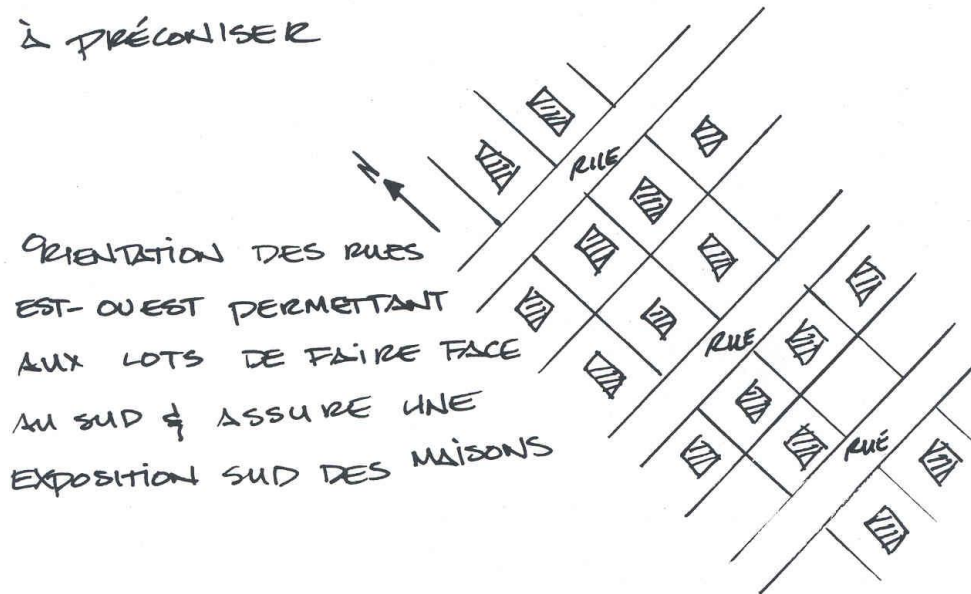 À PRÉCONISER
N
RUE
ORIENTATION DES RUES
EST-OUEST PERMETTANT
AUX LOTS DE FAIRE FACE
AU SUD & ASSURE UNE
EXPOSITION SUD DES MAISONS
RUE
RUE